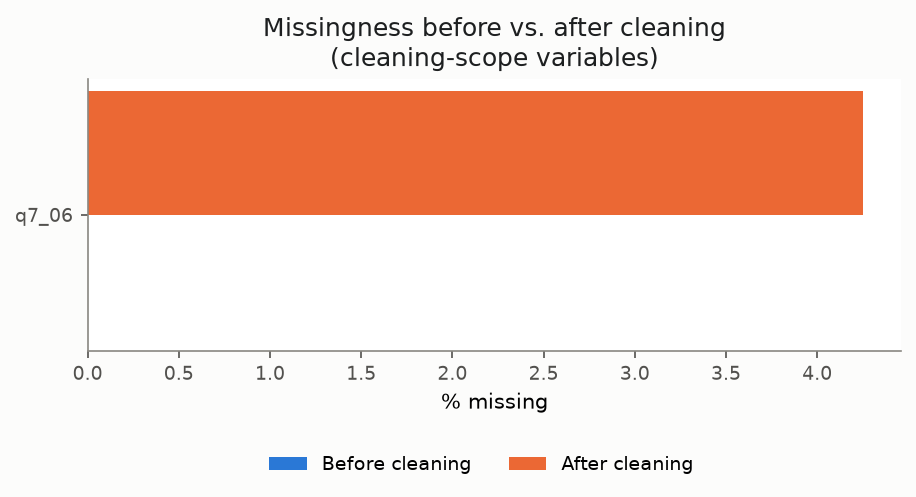 Missingness before vs. after cleaning
(cleaning-scope variables)
q7_06
0.0 0.5 1.0 1.5 2.0 2.5 3.0 3.5 4.0
% missing
Before cleaning After cleaning